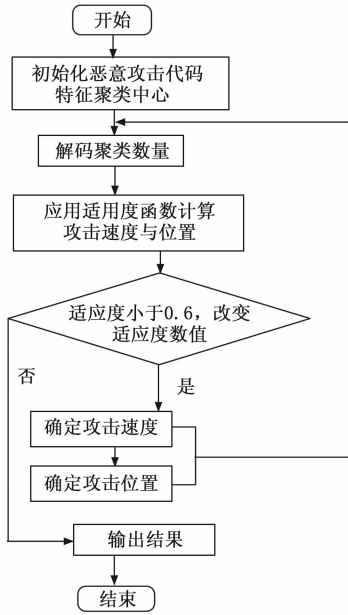 开始
初始化恶意攻击代码
特征聚类中心
解码聚类数量
应用适用度函数计算
攻击速度与位置
适应度小于0.6，改变
适应度数值
否
是
确定攻击速度
确定攻击位置
输出结果
结束